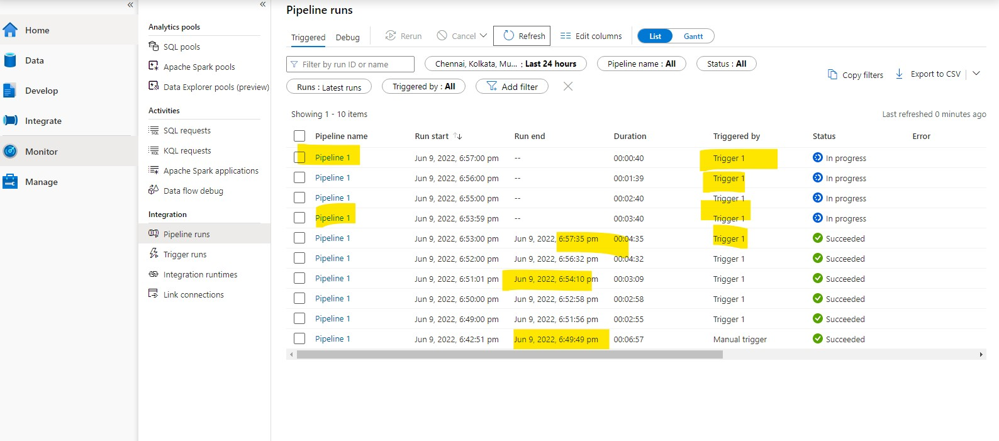 Home
Data
Develop
Integrate
Monitor
Manage
Analytics pools
SQL pools
Apache Spark pools
Data Explorer pools (preview)
Activities
SQL requests
KQL requests
Apache Spark applications
Data flow debug
Integration
Pipeline runs
Trigger runs
Integration runtimes
Link connections
Pipeline runs
Triggered Debug Rerun Cancel Refresh Edit columns List Gantt
Filter by run ID or name Chennai, Kolkata, Mu... : Last 24 hours Pipeline name : All Status : All
Copy filters Export to CSV
Runs : Latest runs Triggered by : All Add filter
Showing 1 - 10 items Last refreshed 0 minutes ago
Pipeline name Run start Run end Duration Triggered by Status Error
Pipeline 1 Jun 9, 2022, 6:57:00 pm -- 00:00:40 Trigger 1 In progress
Pipeline 1 Jun 9, 2022, 6:56:00 pm -- 00:01:39 Trigger 1 In progress
Pipeline 1 Jun 9, 2022, 6:55:00 pm -- 00:02:40 Trigger 1 In progress
Pipeline 1 Jun 9, 2022, 6:53:59 pm -- 00:03:40 Trigger 1 In progress
Pipeline 1 Jun 9, 2022, 6:53:00 pm Jun 9, 2022, 6:57:35 pm 00:04:35 Trigger 1 Succeeded
Pipeline 1 Jun 9, 2022, 6:52:00 pm Jun 9, 2022, 6:56:32 pm 00:04:32 Trigger 1 Succeeded
Pipeline 1 Jun 9, 2022, 6:51:01 pm Jun 9, 2022, 6:54:10 pm 00:03:09 Trigger 1 Succeeded
Pipeline 1 Jun 9, 2022, 6:50:00 pm Jun 9, 2022, 6:52:58 pm 00:02:58 Trigger 1 Succeeded
Pipeline 1 Jun 9, 2022, 6:49:00 pm Jun 9, 2022, 6:51:56 pm 00:02:55 Trigger 1 Succeeded
Pipeline 1 Jun 9, 2022, 6:42:51 pm Jun 9, 2022, 6:49:49 pm 00:06:57 Manual trigger Succeeded